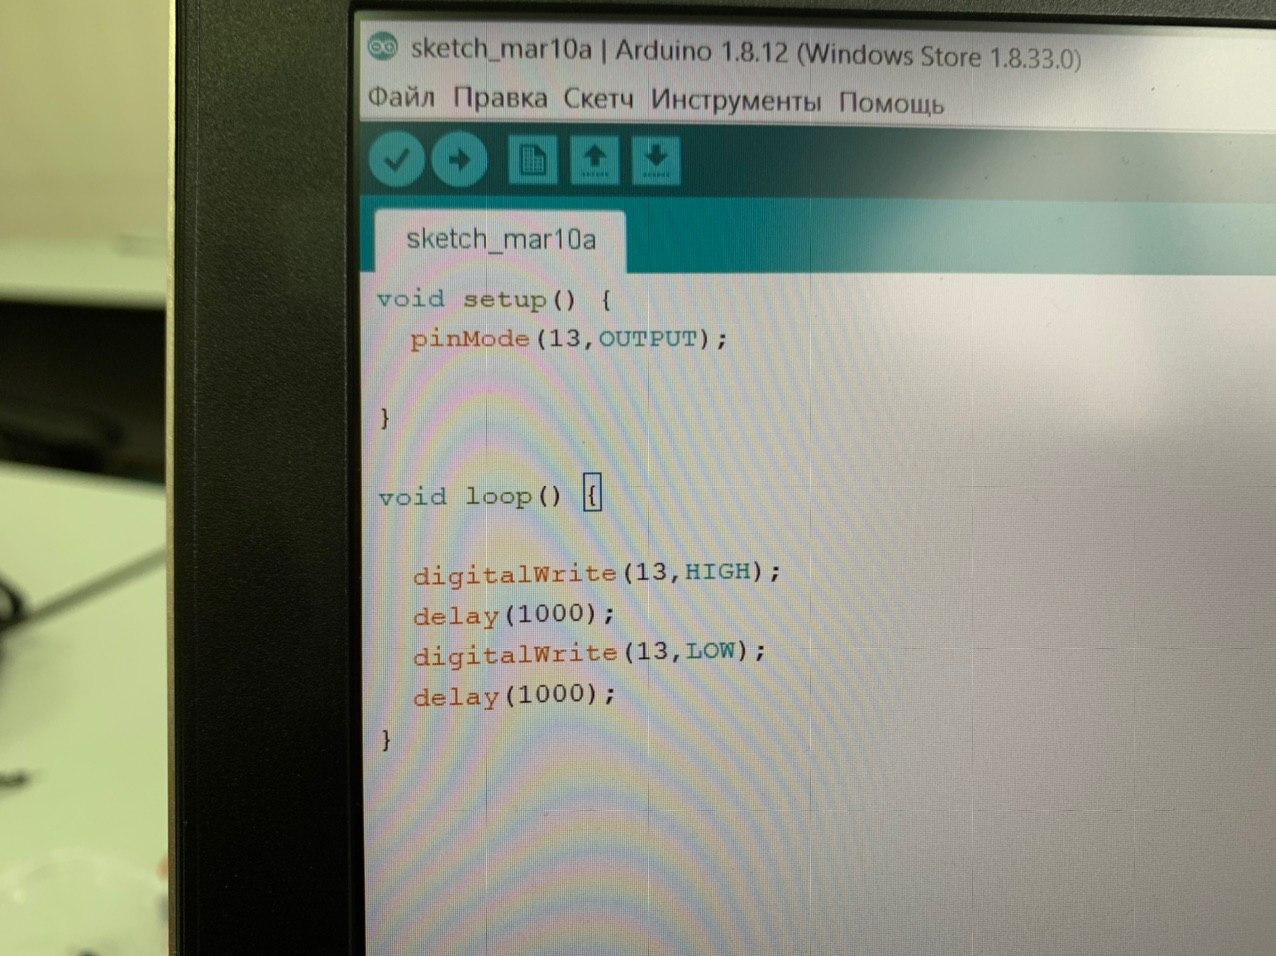 sketch_mar10a | Arduino 1.8.12 (Windows Store 1.8.33.0)
Файл Правка Скетч Инструменты Помощь
sketch_mar10a
void setup() {
pinMode(13,OUTPUT);
}
void loop() {
digitalWrite(13,HIGH);
delay(1000);
digitalWrite(13,LOW);
delay(1000);
}